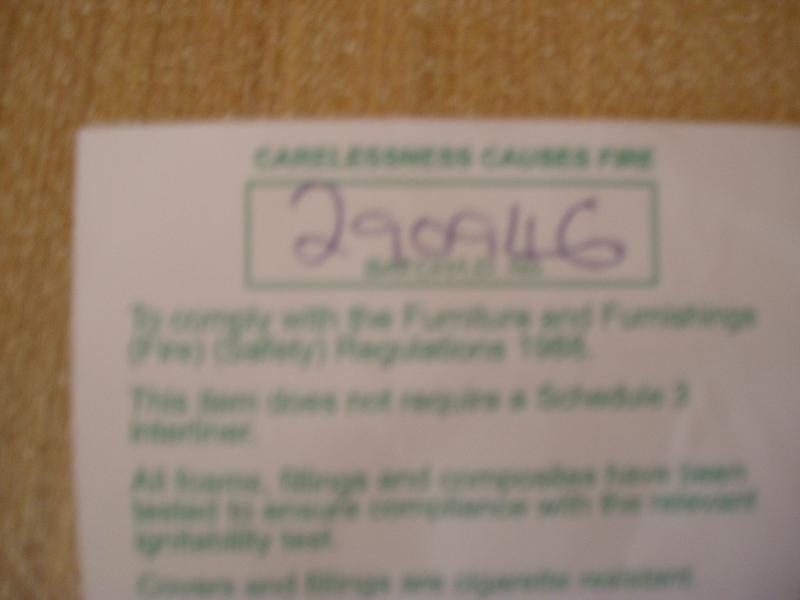 CARELESSNESS CAUSES FIRE
290946
To comply with the Furniture and Furnishings
(Fire) (Safety) Regulations 1988.
This item does not require a Schedule 3
Interliner.
All foams, fillings and composites have been
tested to ensure compliance with the relevant
ignitability test.
Covers and fillings are cigarette resistant.